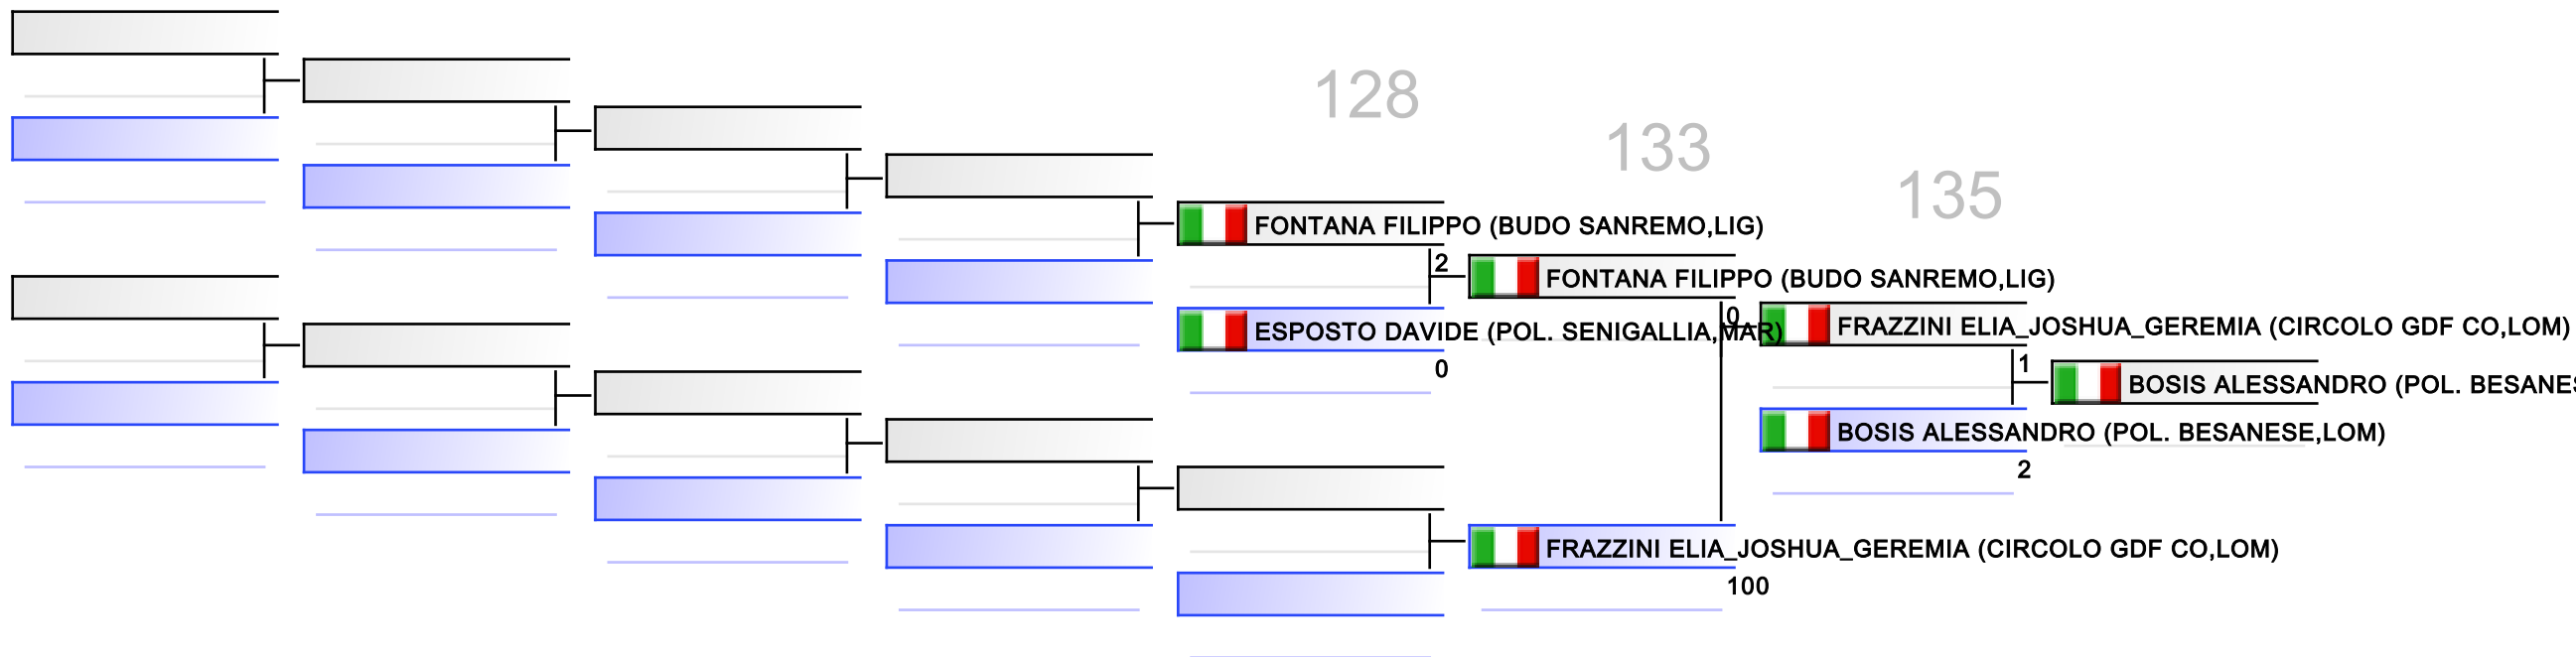 128
133
135
FONTANA FILIPPO (BUDO SANREMO,LIG)
2
FONTANA FILIPPO (BUDO SANREMO,LIG)
ESPOSTO DAVIDE (POL. SENIGALLIA,MAR)
0
0
FRAZZINI ELIA_JOSHUA_GEREMIA (CIRCOLO GDF CO,LOM)
1
BOSIS ALESSANDRO (POL. BESANES
BOSIS ALESSANDRO (POL. BESANESE,LOM)
2
FRAZZINI ELIA_JOSHUA_GEREMIA (CIRCOLO GDF CO,LOM)
100